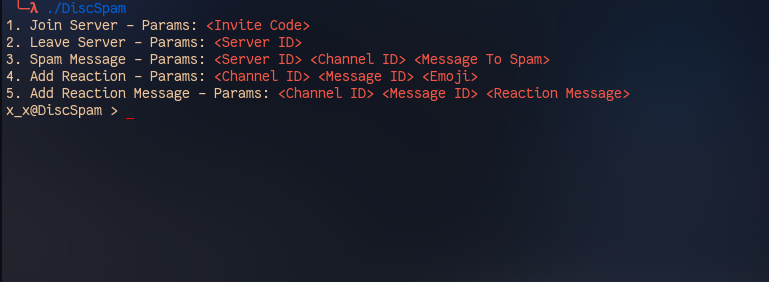 ╰─λ ./DiscSpam
1. Join Server – Params: <Invite Code>
2. Leave Server – Params: <Server ID>
3. Spam Message – Params: <Server ID> <Channel ID> <Message To Spam>
4. Add Reaction – Params: <Channel ID> <Message ID> <Emoji>
5. Add Reaction Message – Params: <Channel ID> <Message ID> <Reaction Message>
x_x@DiscSpam > _